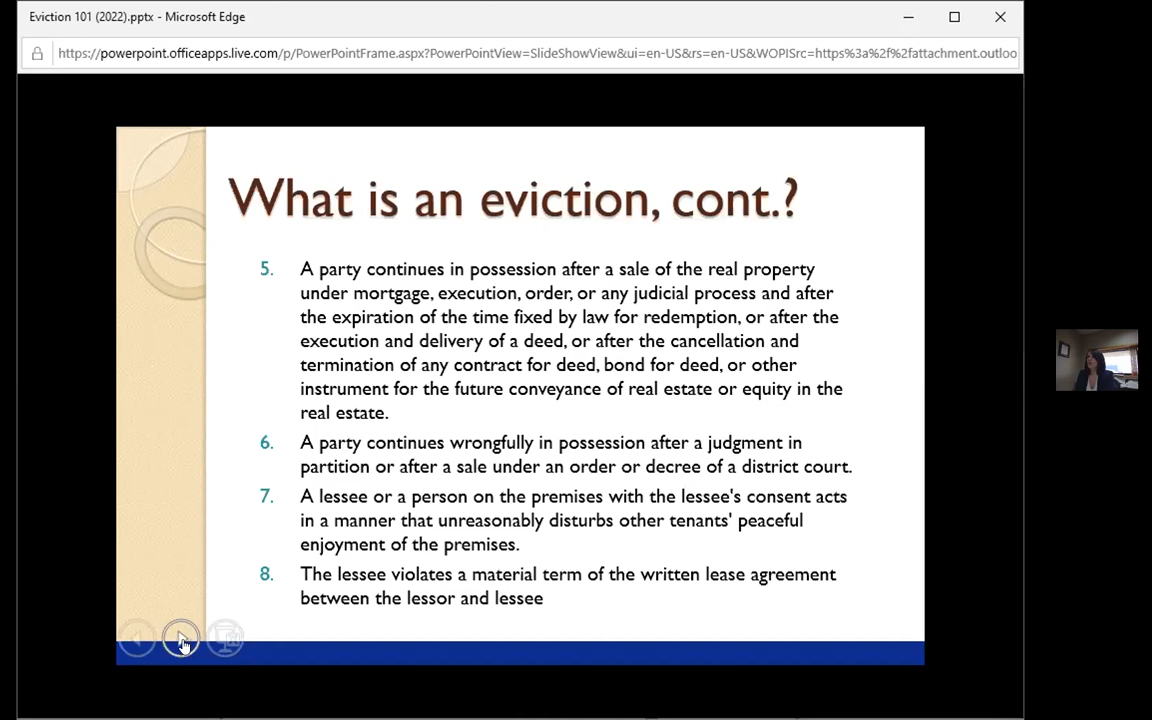 Eviction 101 (2022).pptx - Microsoft Edge
https://powerpoint.officeapps.live.com/p/PowerPointFrame.aspx?PowerPointView=SlideShowView&ui=en-US&rs=en-US&WOPISrc=https%3a%2f%2fattachment.outloo
What is an eviction, cont.?
5. A party continues in possession after a sale of the real property
under mortgage, execution, order, or any judicial process and after
the expiration of the time fixed by law for redemption, or after the
execution and delivery of a deed, or after the cancellation and
termination of any contract for deed, bond for deed, or other
instrument for the future conveyance of real estate or equity in the
real estate.
6. A party continues wrongfully in possession after a judgment in
partition or after a sale under an order or decree of a district court.
7. A lessee or a person on the premises with the lessee's consent acts
in a manner that unreasonably disturbs other tenants' peaceful
enjoyment of the premises.
8. The lessee violates a material term of the written lease agreement
between the lessor and lessee